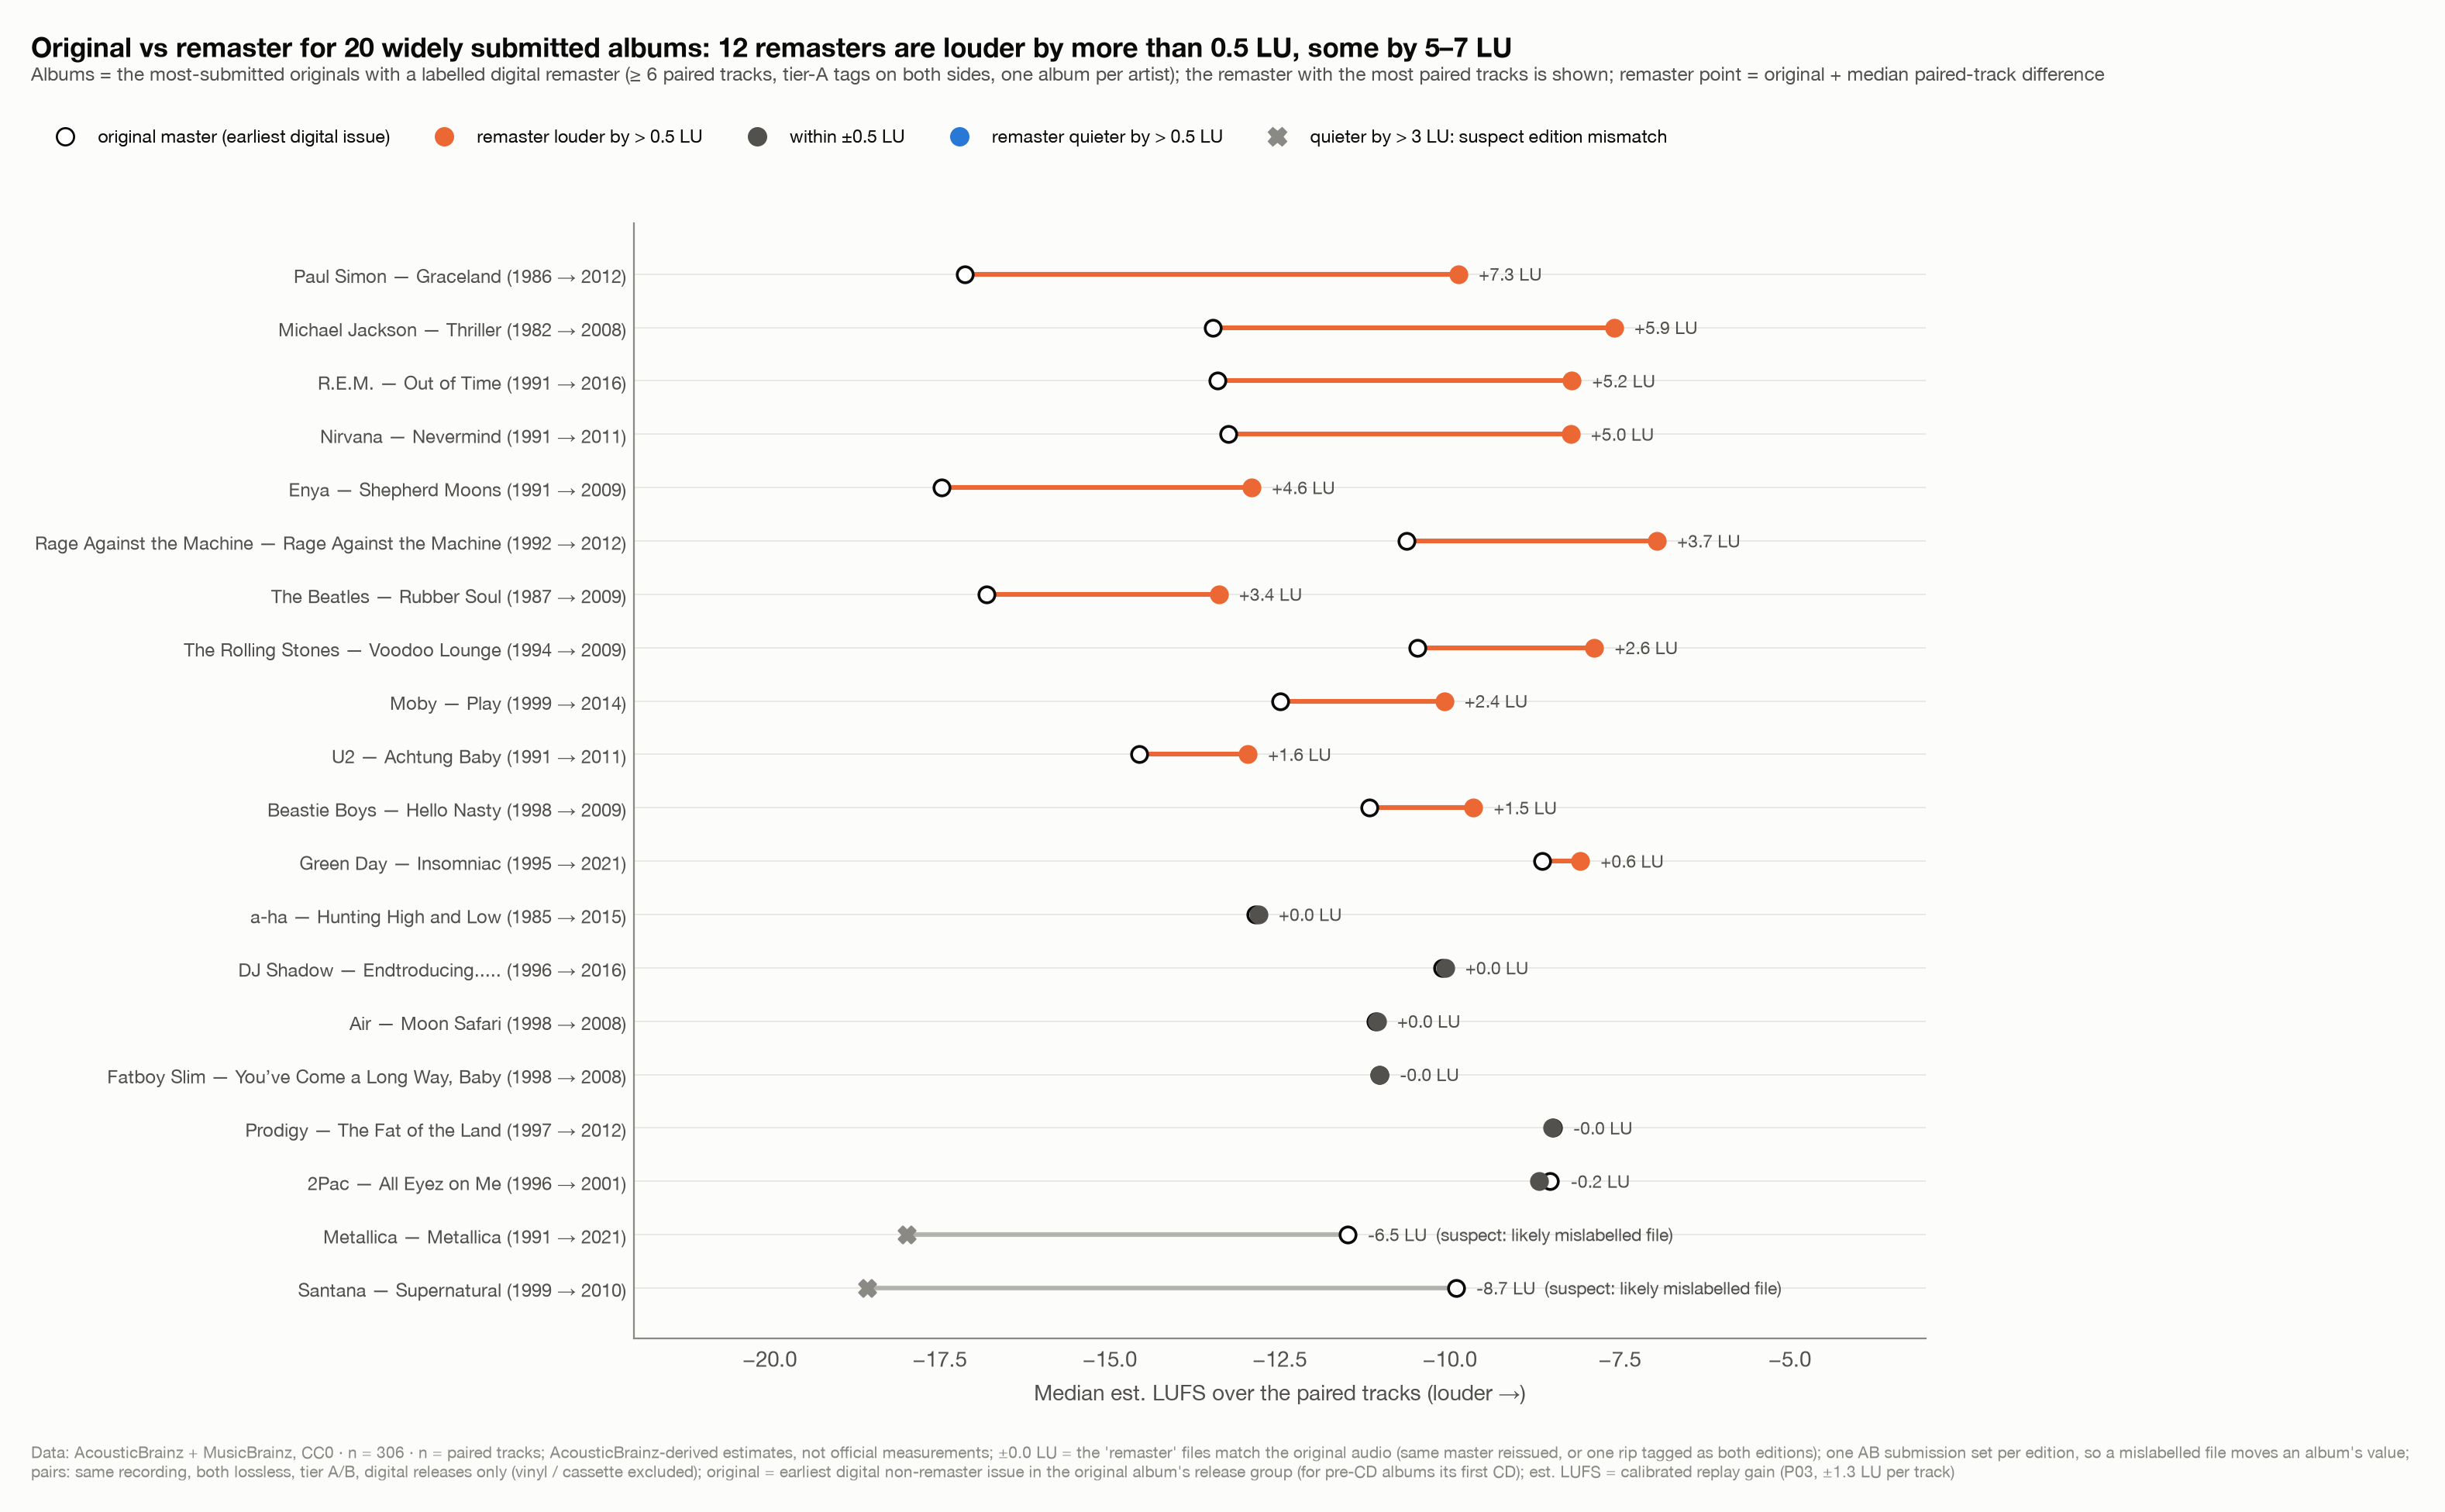 Original vs remaster for 20 widely submitted albums: 12 remasters are louder by more than 0.5 LU, some by 5–7 LU
Albums = the most-submitted originals with a labelled digital remaster (≥ 6 paired tracks, tier-A tags on both sides, one album per artist); the remaster with the most paired tracks is shown; remaster point = original + median paired-track difference
original master (earliest digital issue)
remaster louder by > 0.5 LU
within ±0.5 LU
remaster quieter by > 0.5 LU
quieter by > 3 LU: suspect edition mismatch
Paul Simon — Graceland (1986 → 2012)
+7.3 LU
Michael Jackson — Thriller (1982 → 2008)
+5.9 LU
R.E.M. — Out of Time (1991 → 2016)
+5.2 LU
Nirvana — Nevermind (1991 → 2011)
+5.0 LU
Enya — Shepherd Moons (1991 → 2009)
+4.6 LU
Rage Against the Machine — Rage Against the Machine (1992 → 2012)
+3.7 LU
The Beatles — Rubber Soul (1987 → 2009)
+3.4 LU
The Rolling Stones — Voodoo Lounge (1994 → 2009)
+2.6 LU
Moby — Play (1999 → 2014)
+2.4 LU
U2 — Achtung Baby (1991 → 2011)
+1.6 LU
Beastie Boys — Hello Nasty (1998 → 2009)
+1.5 LU
Green Day — Insomniac (1995 → 2021)
+0.6 LU
a-ha — Hunting High and Low (1985 → 2015)
+0.0 LU
DJ Shadow — Endtroducing..... (1996 → 2016)
+0.0 LU
Air — Moon Safari (1998 → 2008)
+0.0 LU
Fatboy Slim — You’ve Come a Long Way, Baby (1998 → 2008)
-0.0 LU
Prodigy — The Fat of the Land (1997 → 2012)
-0.0 LU
2Pac — All Eyez on Me (1996 → 2001)
-0.2 LU
Metallica — Metallica (1991 → 2021)
-6.5 LU (suspect: likely mislabelled file)
Santana — Supernatural (1999 → 2010)
-8.7 LU (suspect: likely mislabelled file)
−20.0
−17.5
−15.0
−12.5
−10.0
−7.5
−5.0
Median est. LUFS over the paired tracks (louder →)
Data: AcousticBrainz + MusicBrainz, CC0 · n = 306 · n = paired tracks; AcousticBrainz-derived estimates, not official measurements; ±0.0 LU = the 'remaster' files match the original audio (same master reissued, or one rip tagged as both editions); one AB submission set per edition, so a mislabelled file moves an album's value;
pairs: same recording, both lossless, tier A/B, digital releases only (vinyl / cassette excluded); original = earliest digital non-remaster issue in the original album's release group (for pre-CD albums its first CD); est. LUFS = calibrated replay gain (P03, ±1.3 LU per track)